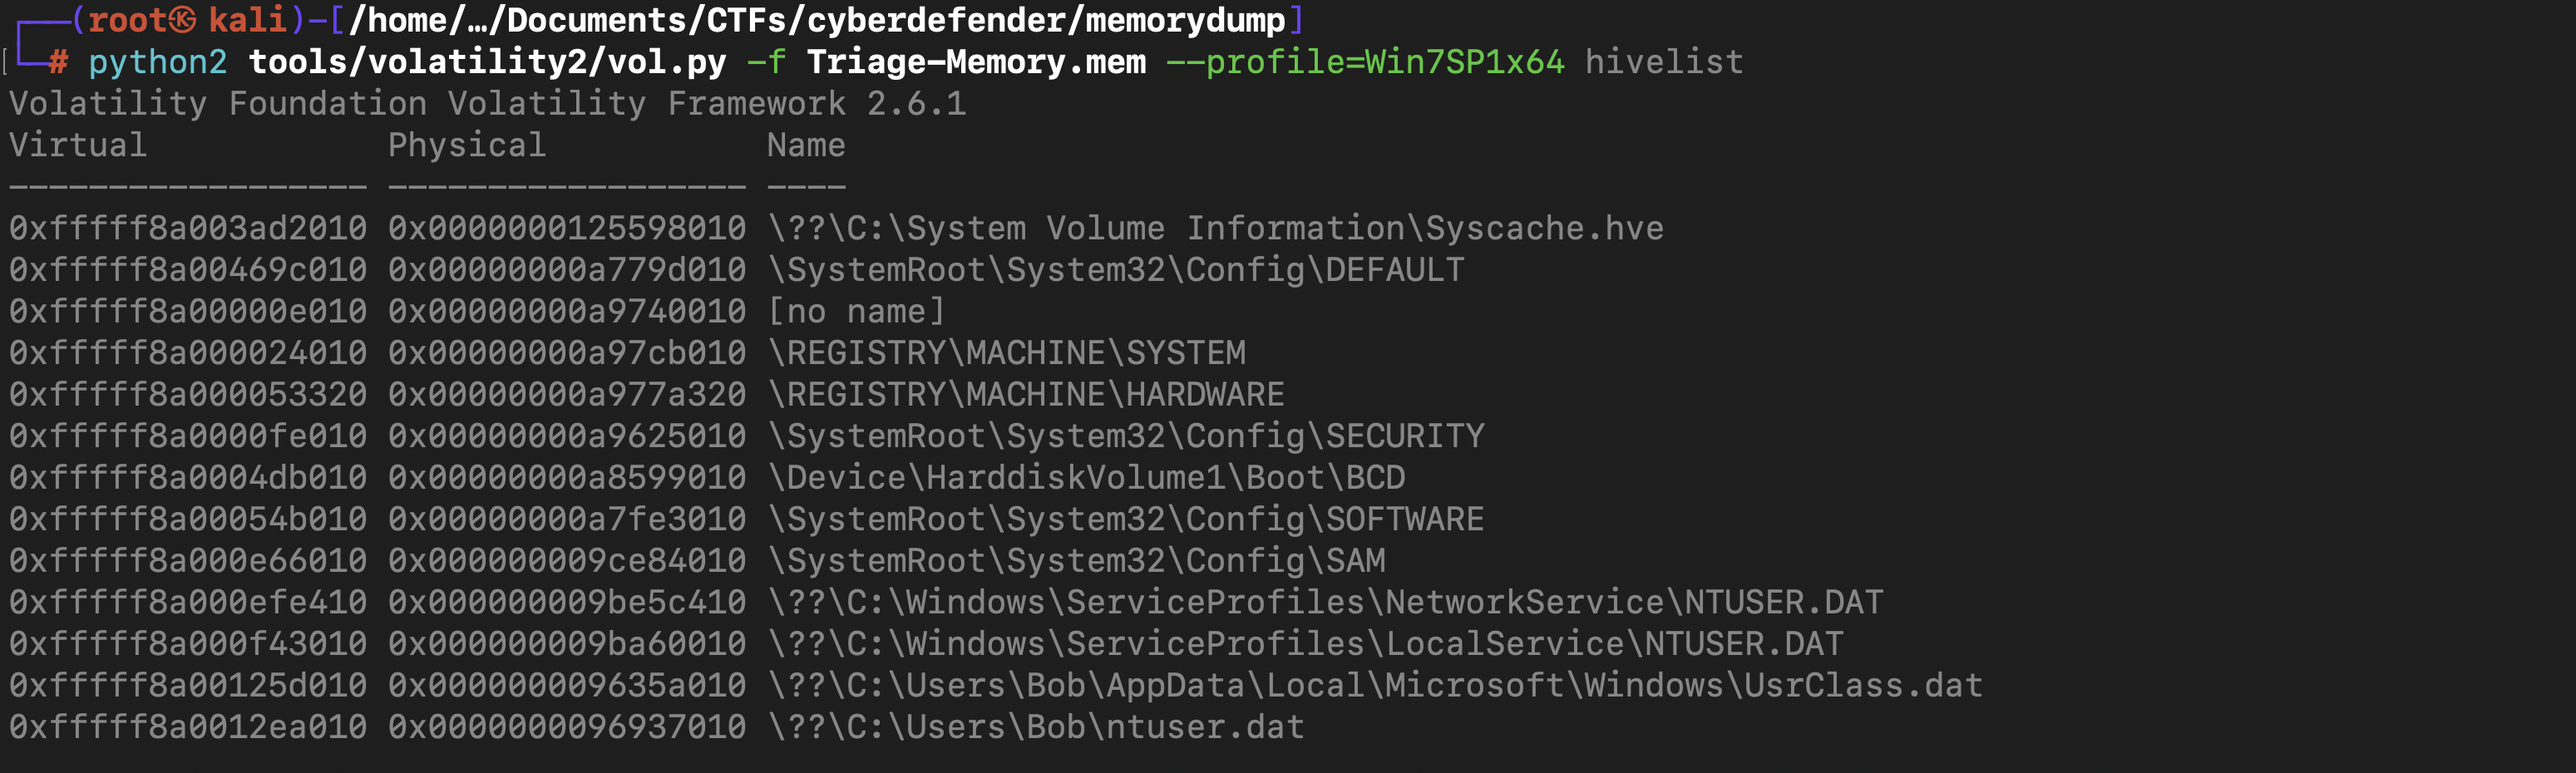 ┌──(root㉿kali)-[/home/…/Documents/CTFs/cyberdefender/memorydump]
└─# python2 tools/volatility2/vol.py -f Triage-Memory.mem --profile=Win7SP1x64 hivelist
Volatility Foundation Volatility Framework 2.6.1
Virtual            Physical           Name
------------------ ------------------ ----
0xfffff8a003ad2010 0x0000000125598010 \??\C:\System Volume Information\Syscache.hve
0xfffff8a00469c010 0x00000000a779d010 \SystemRoot\System32\Config\DEFAULT
0xfffff8a00000e010 0x00000000a9740010 [no name]
0xfffff8a000024010 0x00000000a97cb010 \REGISTRY\MACHINE\SYSTEM
0xfffff8a000053320 0x00000000a977a320 \REGISTRY\MACHINE\HARDWARE
0xfffff8a0000fe010 0x00000000a9625010 \SystemRoot\System32\Config\SECURITY
0xfffff8a0004db010 0x00000000a8599010 \Device\HarddiskVolume1\Boot\BCD
0xfffff8a00054b010 0x00000000a7fe3010 \SystemRoot\System32\Config\SOFTWARE
0xfffff8a000e66010 0x000000009ce84010 \SystemRoot\System32\Config\SAM
0xfffff8a000efe410 0x000000009be5c410 \??\C:\Windows\ServiceProfiles\NetworkService\NTUSER.DAT
0xfffff8a000f43010 0x000000009ba60010 \??\C:\Windows\ServiceProfiles\LocalService\NTUSER.DAT
0xfffff8a00125d010 0x000000009635a010 \??\C:\Users\Bob\AppData\Local\Microsoft\Windows\UsrClass.dat
0xfffff8a0012ea010 0x0000000096937010 \??\C:\Users\Bob\ntuser.dat